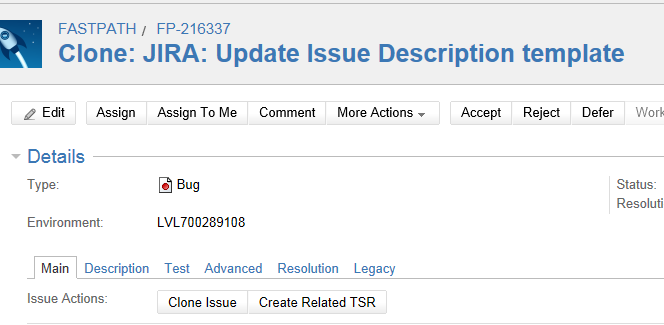 FASTPATH / FP-216337
Clone: JIRA: Update Issue Description template
Edit Assign Assign To Me Comment More Actions Accept Reject Defer Work
Details
Type: Bug Status:
Resoluti
Environment: LVL700289108
Main Description Test Advanced Resolution Legacy
Issue Actions: Clone Issue Create Related TSR